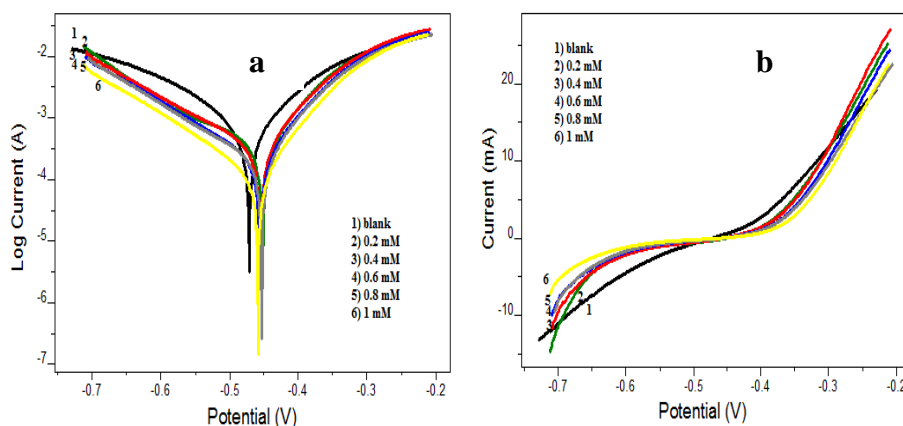 a
1
2
3
4 5
6
1) blank
2) 0.2 mM
3) 0.4 mM
4) 0.6 mM
5) 0.8 mM
6) 1 mM
Log Current (A)
-1
-2
-3
-4
-5
-6
-7
-0.7 -0.6 -0.5 -0.4 -0.3 -0.2
Potential (V)
b
1) blank
2) 0.2 mM
3) 0.4 mM
4) 0.6 mM
5) 0.8 mM
6) 1 mM
6
5
4
3
2
1
Current (mA)
20
10
0
-10
-0.7 -0.6 -0.5 -0.4 -0.3 -0.2
Potential (V)